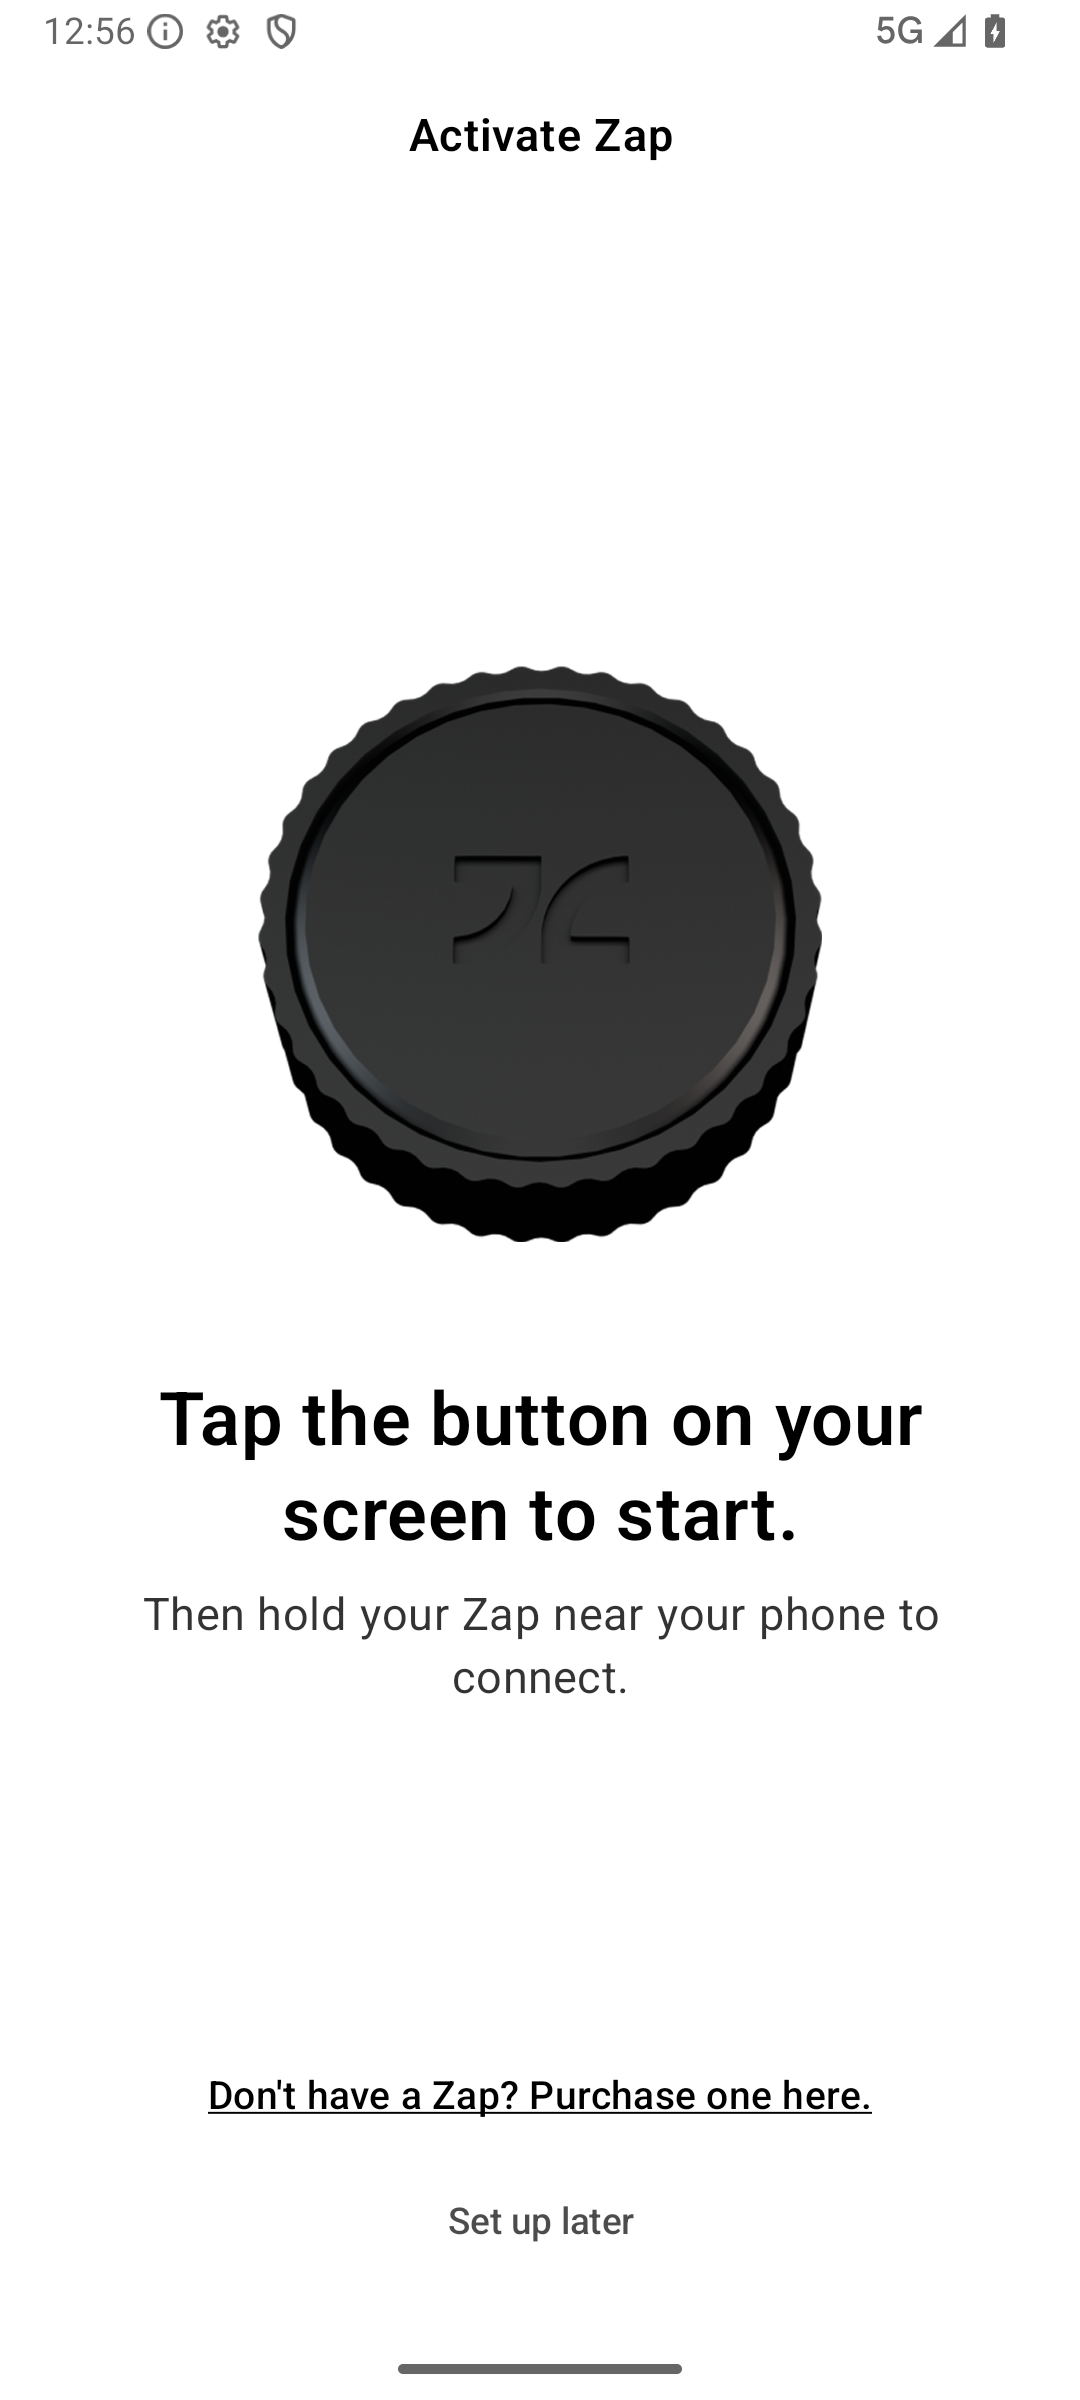 12:56
5G
Activate Zap
Tap the button on your
screen to start.
Then hold your Zap near your phone to
connect.
Don't have a Zap? Purchase one here.
Set up later